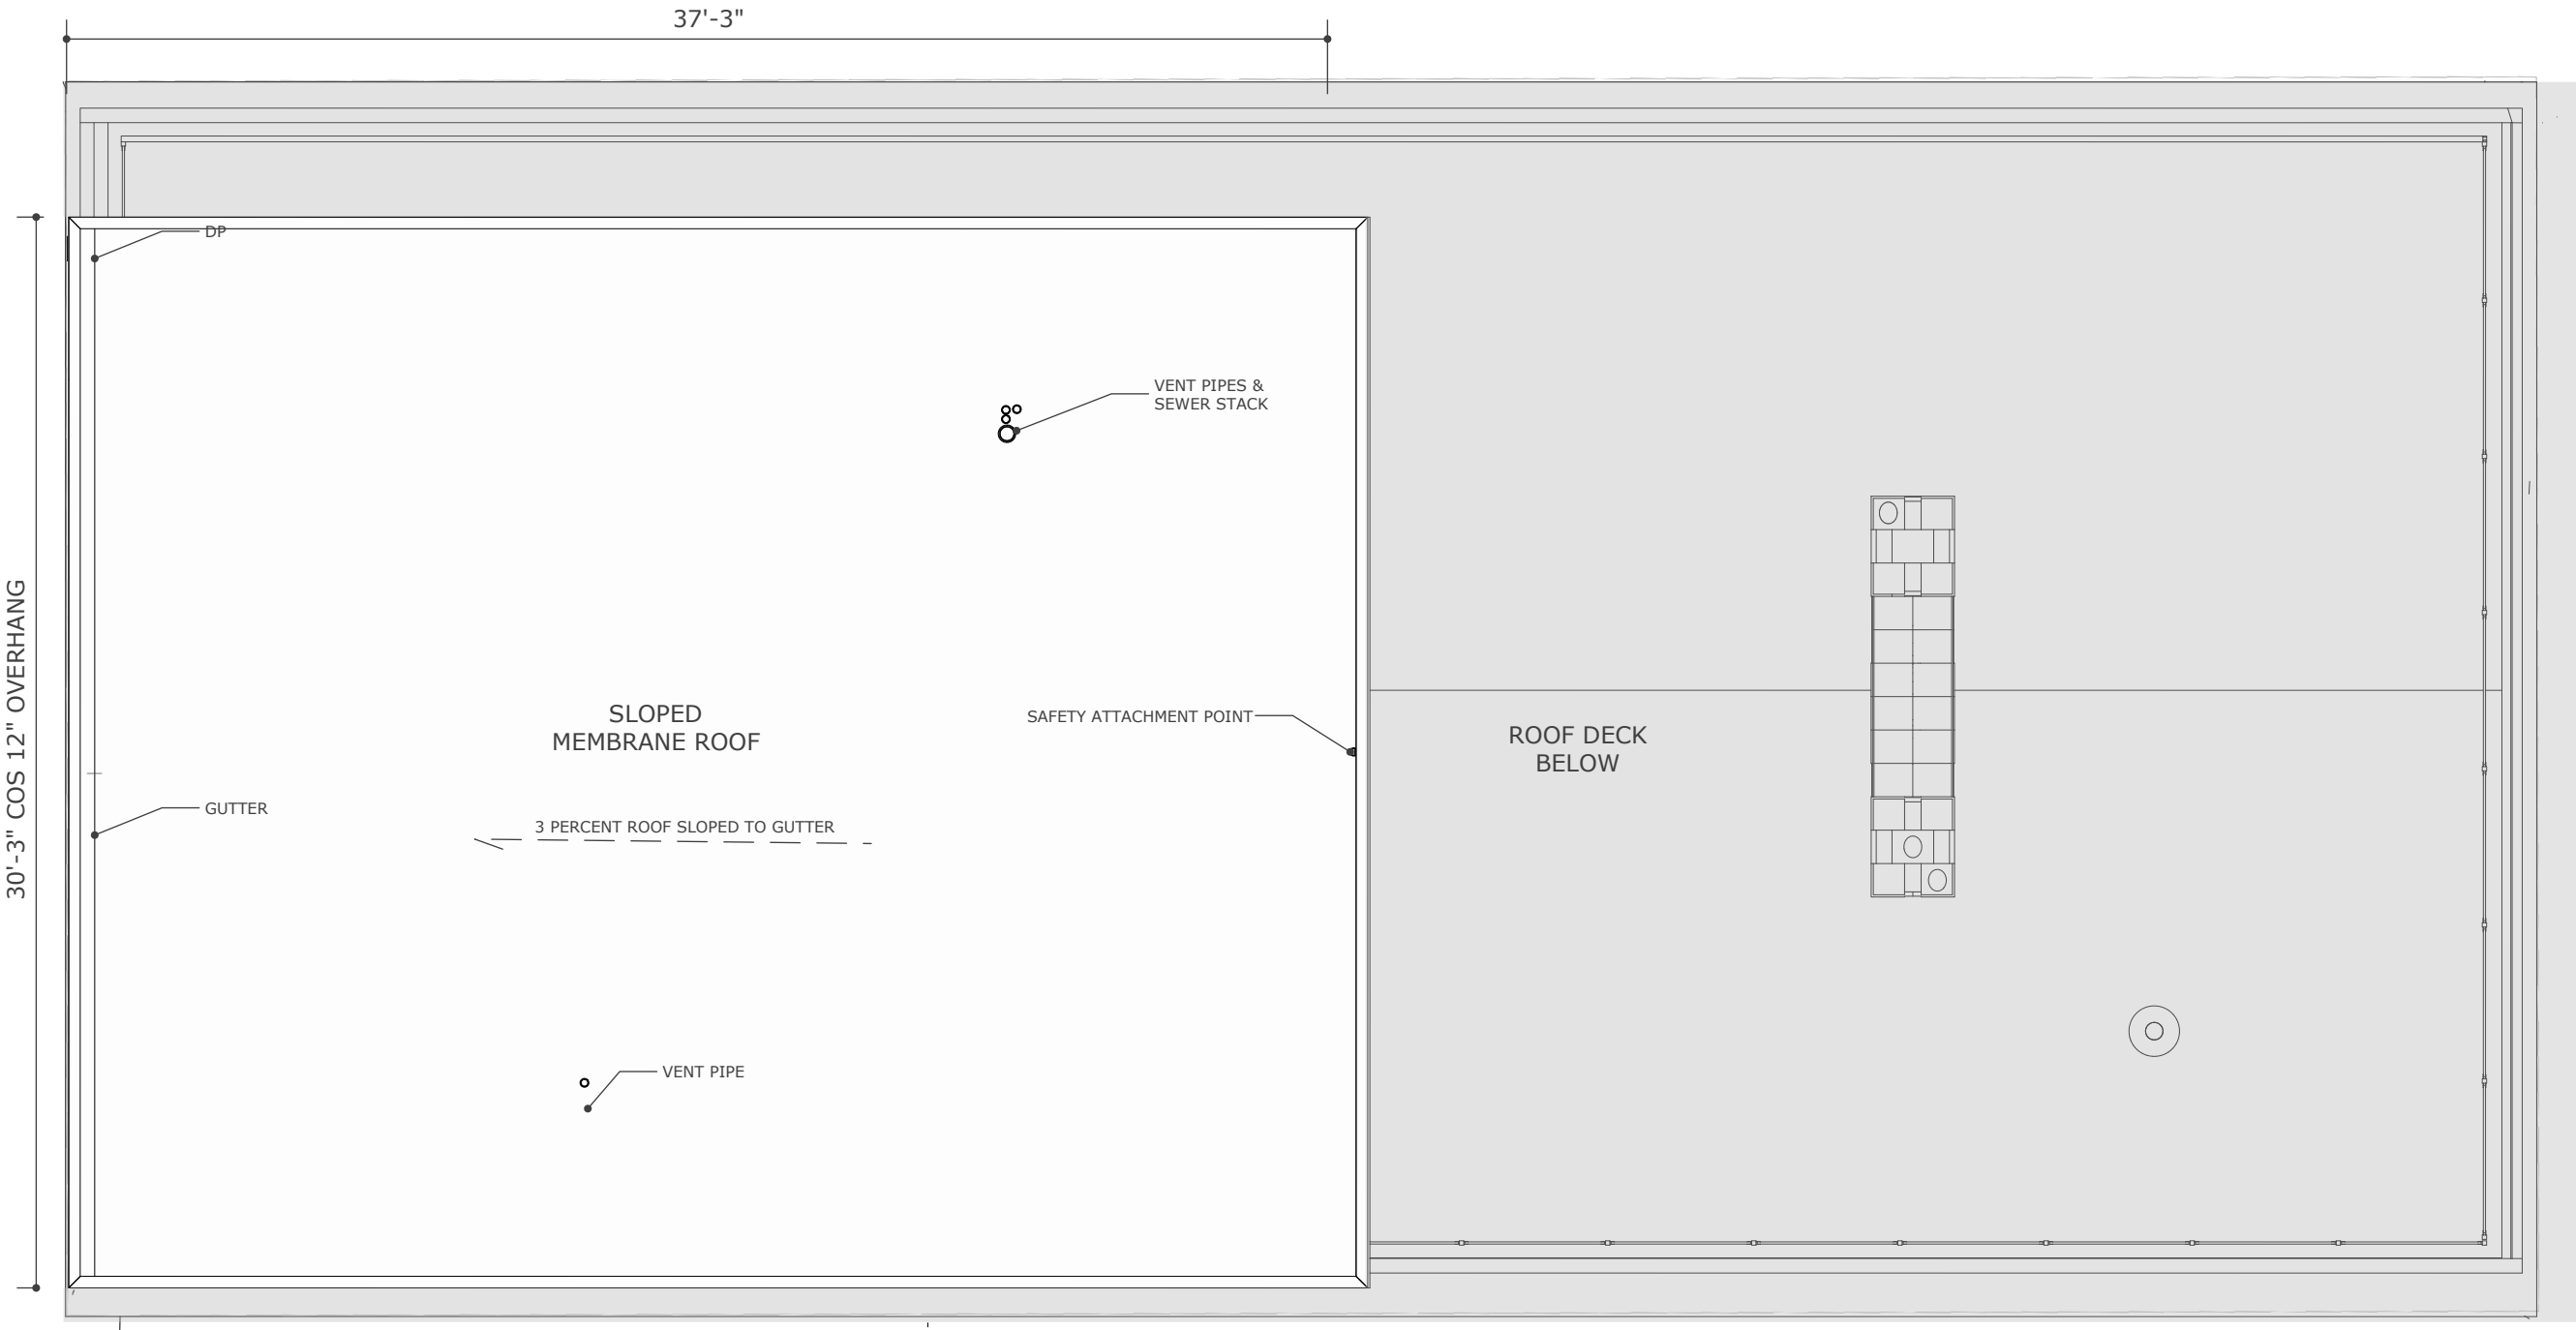 37'-3"
DP
VENT PIPES &
SEWER STACK
SLOPED
MEMBRANE ROOF
SAFETY ATTACHMENT POINT
ROOF DECK
BELOW
30'-3" COS 12" OVERHANG
GUTTER
3 PERCENT ROOF SLOPED TO GUTTER
VENT PIPE